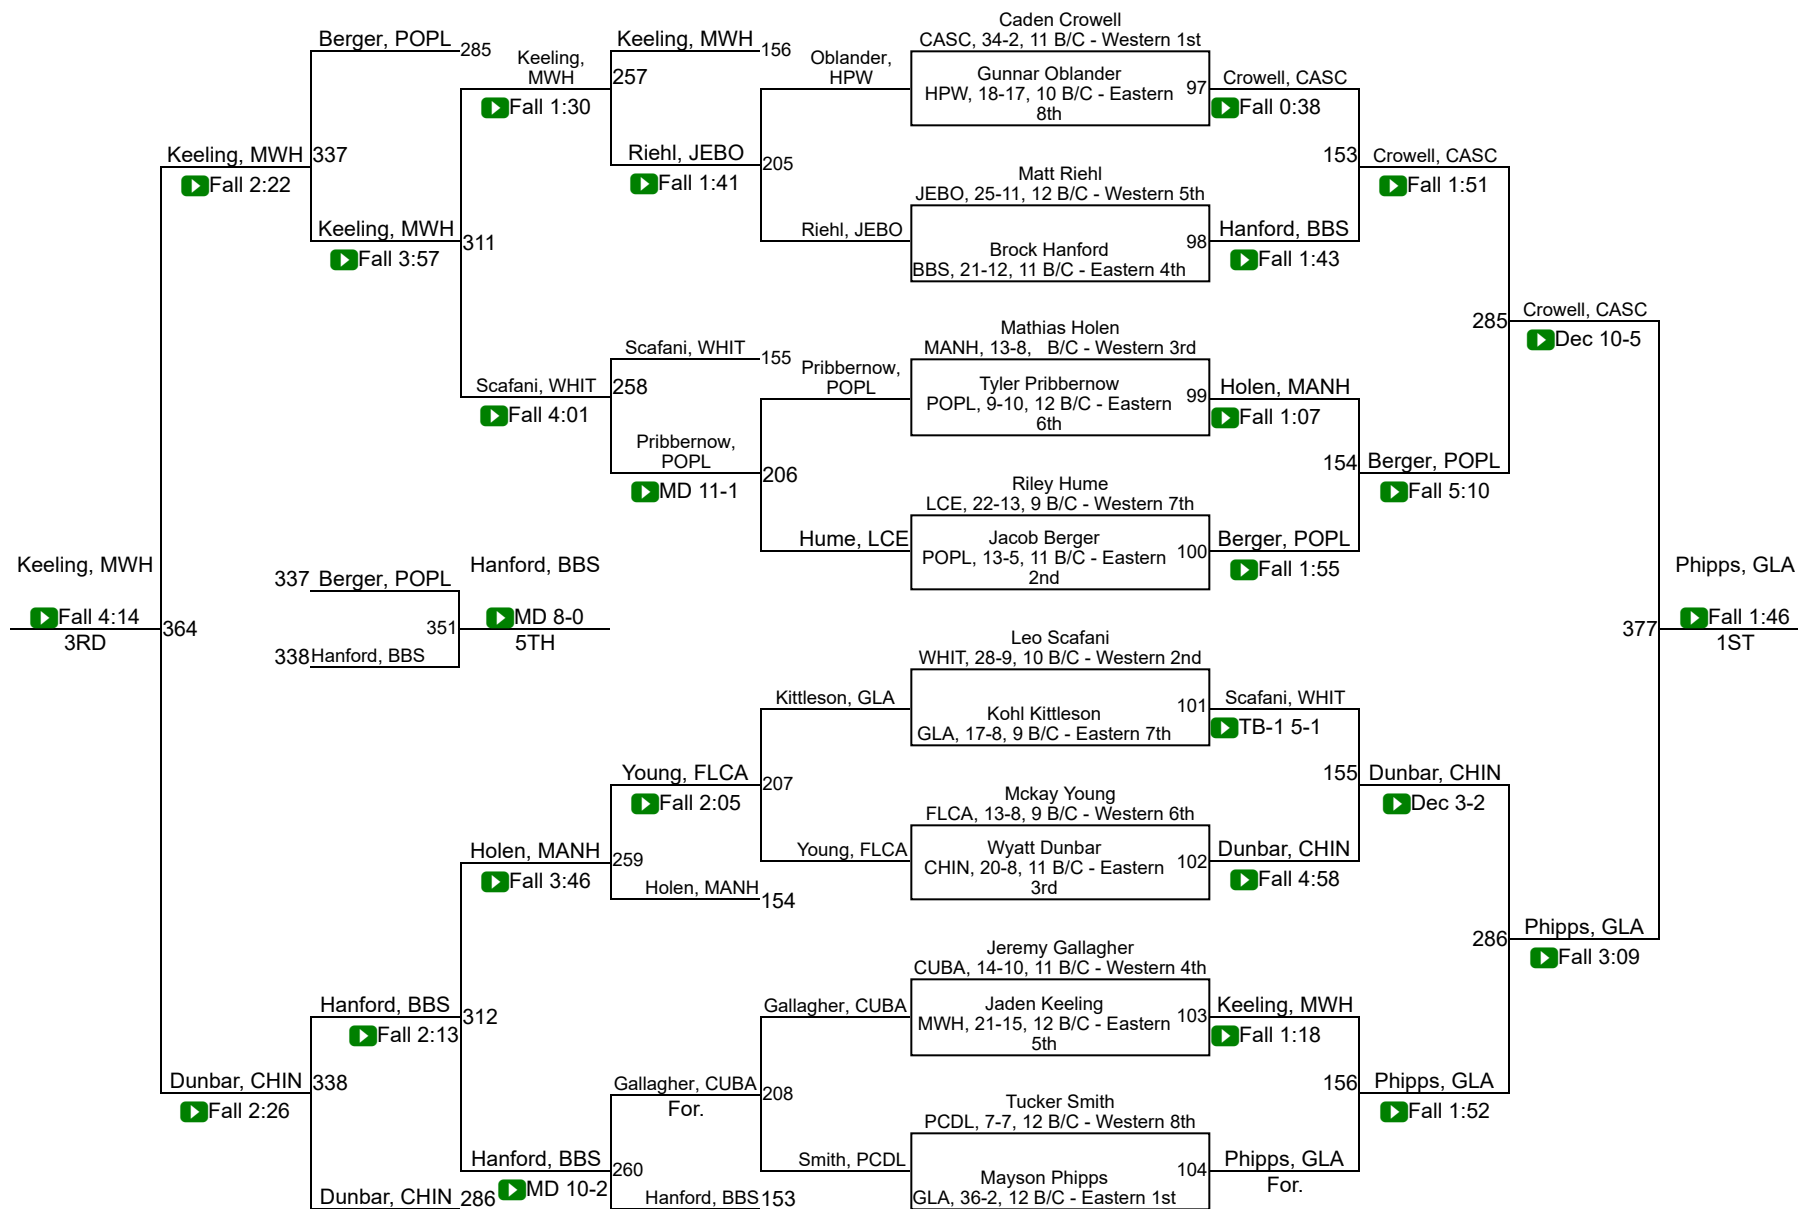 Berger, POPL
285
Keeling,
MWH
Fall 1:30
Keeling, MWH
156
257
Oblander,
HPW
Caden Crowell
CASC, 34-2, 11 B/C - Western 1st
Gunnar Oblander
HPW, 18-17, 10 B/C - Eastern
8th
97
Crowell, CASC
Fall 0:38
Keeling, MWH
337
Fall 2:22
Riehl, JEBO
Fall 1:41
205
153
Crowell, CASC
Fall 1:51
Matt Riehl
JEBO, 25-11, 12 B/C - Western 5th
Keeling, MWH
Fall 3:57
311
Riehl, JEBO
Brock Hanford
BBS, 21-12, 11 B/C - Eastern 4th
98
Hanford, BBS
Fall 1:43
285
Crowell, CASC
Dec 10-5
Scafani, WHIT
155
Pribbernow,
POPL
Mathias Holen
MANH, 13-8, B/C - Western 3rd
Tyler Pribbernow
POPL, 9-10, 12 B/C - Eastern
6th
99
Holen, MANH
Fall 1:07
Scafani, WHIT
258
Fall 4:01
Pribbernow,
POPL
MD 11-1
206
154
Berger, POPL
Fall 5:10
Riley Hume
LCE, 22-13, 9 B/C - Western 7th
Hume, LCE
Jacob Berger
POPL, 13-5, 11 B/C - Eastern
2nd
100
Berger, POPL
Fall 1:55
Keeling, MWH
Fall 4:14
3RD
364
337
Berger, POPL
351
338
Hanford, BBS
Hanford, BBS
MD 8-0
5TH
377
Phipps, GLA
Fall 1:46
1ST
Leo Scafani
WHIT, 28-9, 10 B/C - Western 2nd
Kittleson, GLA
Kohl Kittleson
GLA, 17-8, 9 B/C - Eastern 7th
101
Scafani, WHIT
TB-1 5-1
Young, FLCA
Fall 2:05
207
155
Dunbar, CHIN
Dec 3-2
Mckay Young
FLCA, 13-8, 9 B/C - Western 6th
Holen, MANH
Fall 3:46
259
Holen, MANH
154
Young, FLCA
Wyatt Dunbar
CHIN, 20-8, 11 B/C - Eastern
3rd
102
Dunbar, CHIN
Fall 4:58
286
Phipps, GLA
Fall 3:09
Jeremy Gallagher
CUBA, 14-10, 11 B/C - Western 4th
Hanford, BBS
Fall 2:13
312
Gallagher, CUBA
Jaden Keeling
MWH, 21-15, 12 B/C - Eastern
5th
103
Keeling, MWH
Fall 1:18
Dunbar, CHIN
Fall 2:26
338
Gallagher, CUBA
For.
208
156
Phipps, GLA
Fall 1:52
Tucker Smith
PCDL, 7-7, 12 B/C - Western 8th
Hanford, BBS
MD 10-2
260
Smith, PCDL
Mayson Phipps
GLA, 36-2, 12 B/C - Eastern 1st
104
Phipps, GLA
For.
Dunbar, CHIN
286
Hanford, BBS
153